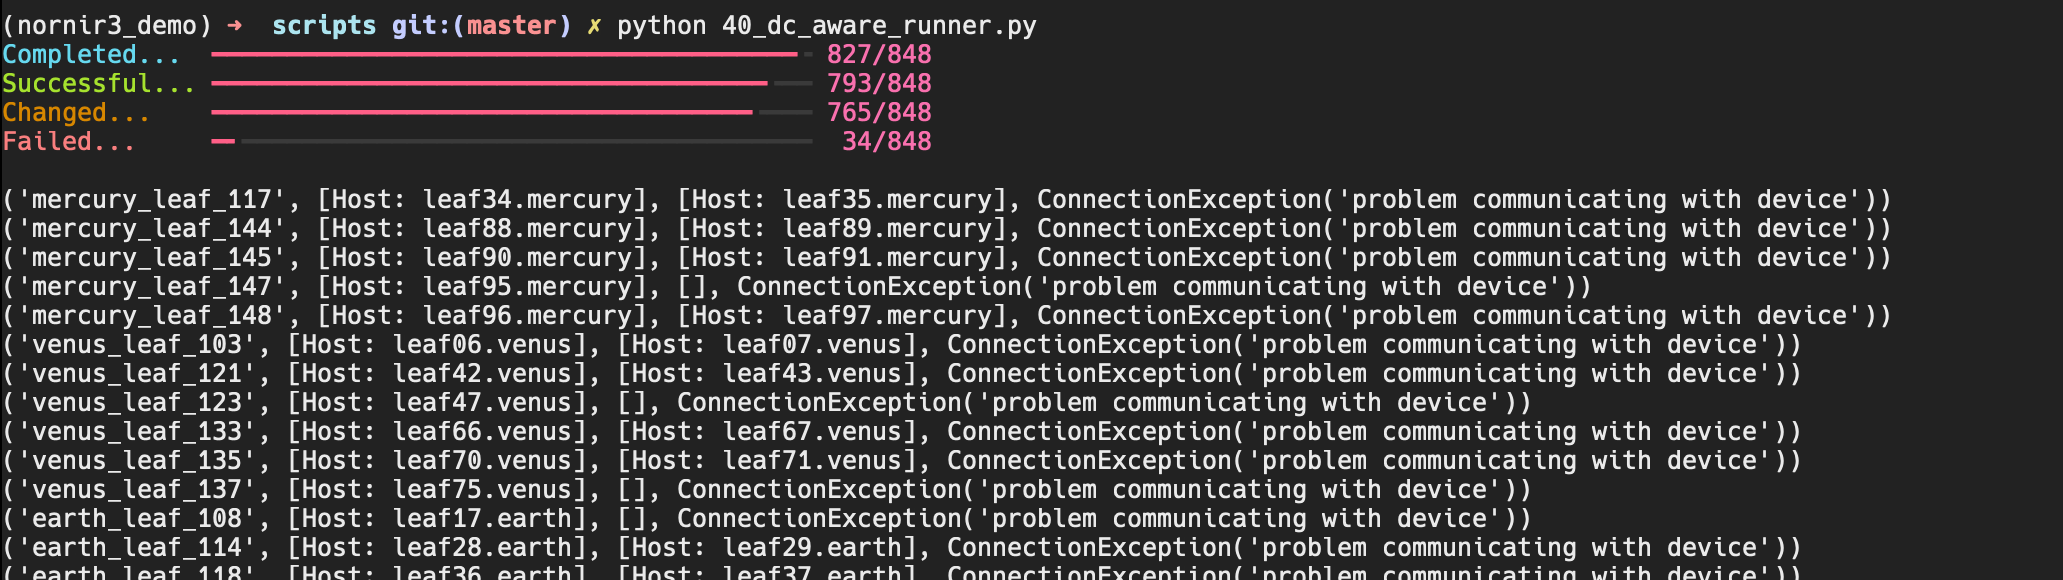 (nornir3_demo) ➜  scripts git:(master) ✗ python 40_dc_aware_runner.py
Completed... 827/848
Successful... 793/848
Changed... 765/848
Failed... 34/848
('mercury_leaf_117', [Host: leaf34.mercury], [Host: leaf35.mercury], ConnectionException('problem communicating with device'))
('mercury_leaf_144', [Host: leaf88.mercury], [Host: leaf89.mercury], ConnectionException('problem communicating with device'))
('mercury_leaf_145', [Host: leaf90.mercury], [Host: leaf91.mercury], ConnectionException('problem communicating with device'))
('mercury_leaf_147', [Host: leaf95.mercury], [], ConnectionException('problem communicating with device'))
('mercury_leaf_148', [Host: leaf96.mercury], [Host: leaf97.mercury], ConnectionException('problem communicating with device'))
('venus_leaf_103', [Host: leaf06.venus], [Host: leaf07.venus], ConnectionException('problem communicating with device'))
('venus_leaf_121', [Host: leaf42.venus], [Host: leaf43.venus], ConnectionException('problem communicating with device'))
('venus_leaf_123', [Host: leaf47.venus], [], ConnectionException('problem communicating with device'))
('venus_leaf_133', [Host: leaf66.venus], [Host: leaf67.venus], ConnectionException('problem communicating with device'))
('venus_leaf_135', [Host: leaf70.venus], [Host: leaf71.venus], ConnectionException('problem communicating with device'))
('venus_leaf_137', [Host: leaf75.venus], [], ConnectionException('problem communicating with device'))
('earth_leaf_108', [Host: leaf17.earth], [], ConnectionException('problem communicating with device'))
('earth_leaf_114', [Host: leaf28.earth], [Host: leaf29.earth], ConnectionException('problem communicating with device'))
('earth_leaf_118', [Host: leaf36.earth], [Host: leaf37.earth], ConnectionException('problem communicating with device'))